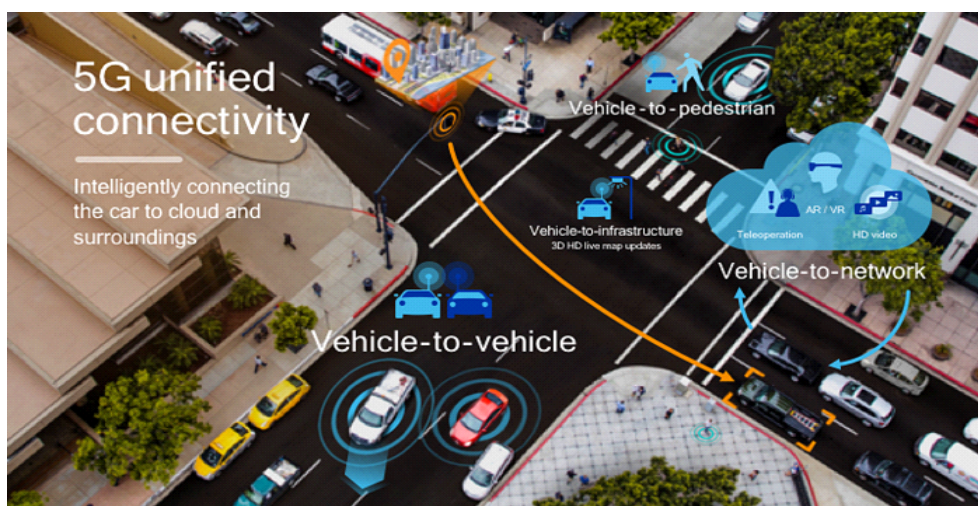 5G unified
connectivity
Intelligently connecting
the car to cloud and
surroundings
Vehicle-to-pedestrian
Vehicle-to-infrastructure
3D HD live map updates
AR / VR
Teleoperation
HD video
Vehicle-to-network
Vehicle-to-vehicle